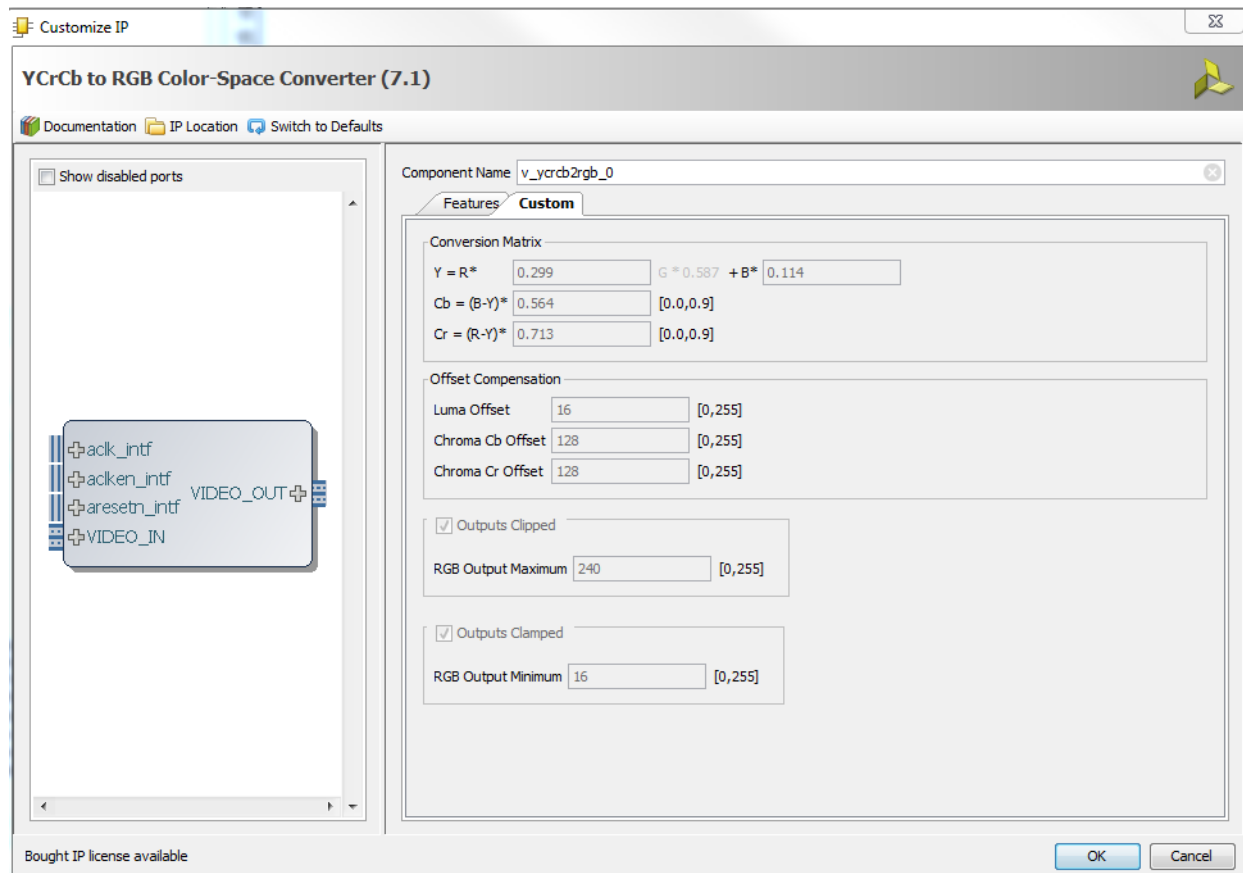 Customize IP
YCrCb to RGB Color-Space Converter (7.1)
Documentation IP Location Switch to Defaults
Show disabled ports
aclk_intf
aclken_intf
aresetn_intf
VIDEO_IN
VIDEO_OUT
Component Name v_ycrcb2rgb_0
Features Custom
Conversion Matrix
Y = R* 0.299 G * 0.587 + B* 0.114
Cb = (B-Y)* 0.564 [0.0,0.9]
Cr = (R-Y)* 0.713 [0.0,0.9]
Offset Compensation
Luma Offset 16 [0,255]
Chroma Cb Offset 128 [0,255]
Chroma Cr Offset 128 [0,255]
Outputs Clipped
RGB Output Maximum 240 [0,255]
Outputs Clamped
RGB Output Minimum 16 [0,255]
Bought IP license available
OK Cancel